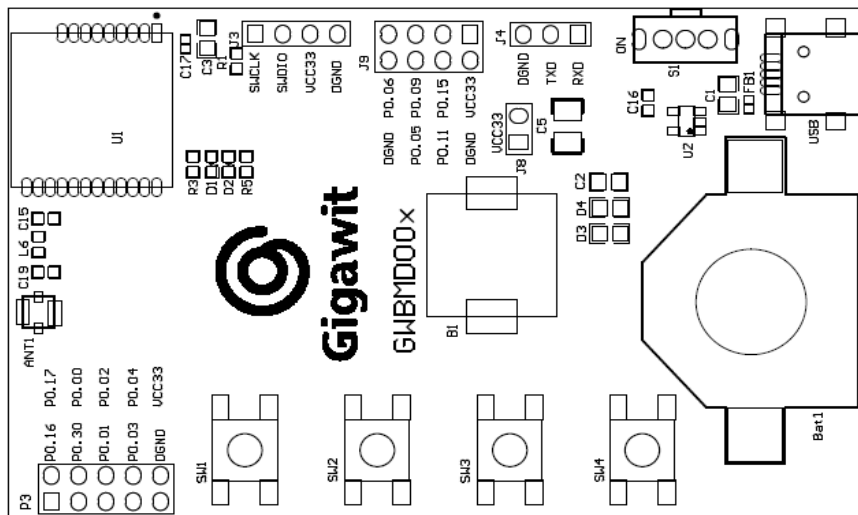 J3
SWCLK
SWDIO
VCC33
DGND
C17
C3
R1
U1
J9
P0.06
P0.09
P0.15
VCC33
DGND
P0.05
P0.11
DGND
J4
DGND
TXD
RXD
ON
S1
C16
C1
FB1
USB
U2
VCC33
J8
C5
R3
D1
D2
R5
C2
D4
D3
C15
L6
C19
ANT1
Gigawit
GWBMD00x
B1
Bat1
P0.17
P0.00
P0.02
P0.04
VCC33
P0.16
P0.30
P0.01
P0.03
DGND
P3
SW1
SW2
SW3
SW4